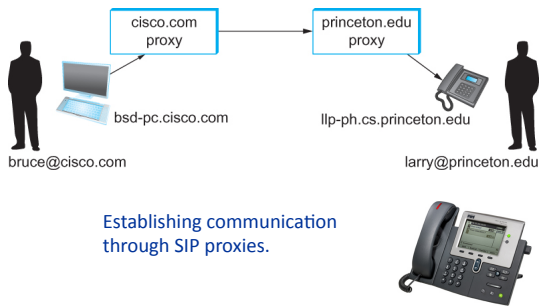 cisco.com
proxy
princeton.edu
proxy
bsd-pc.cisco.com
llp-ph.cs.princeton.edu
bruce@cisco.com
larry@princeton.edu
Establishing communication
through SIP proxies.